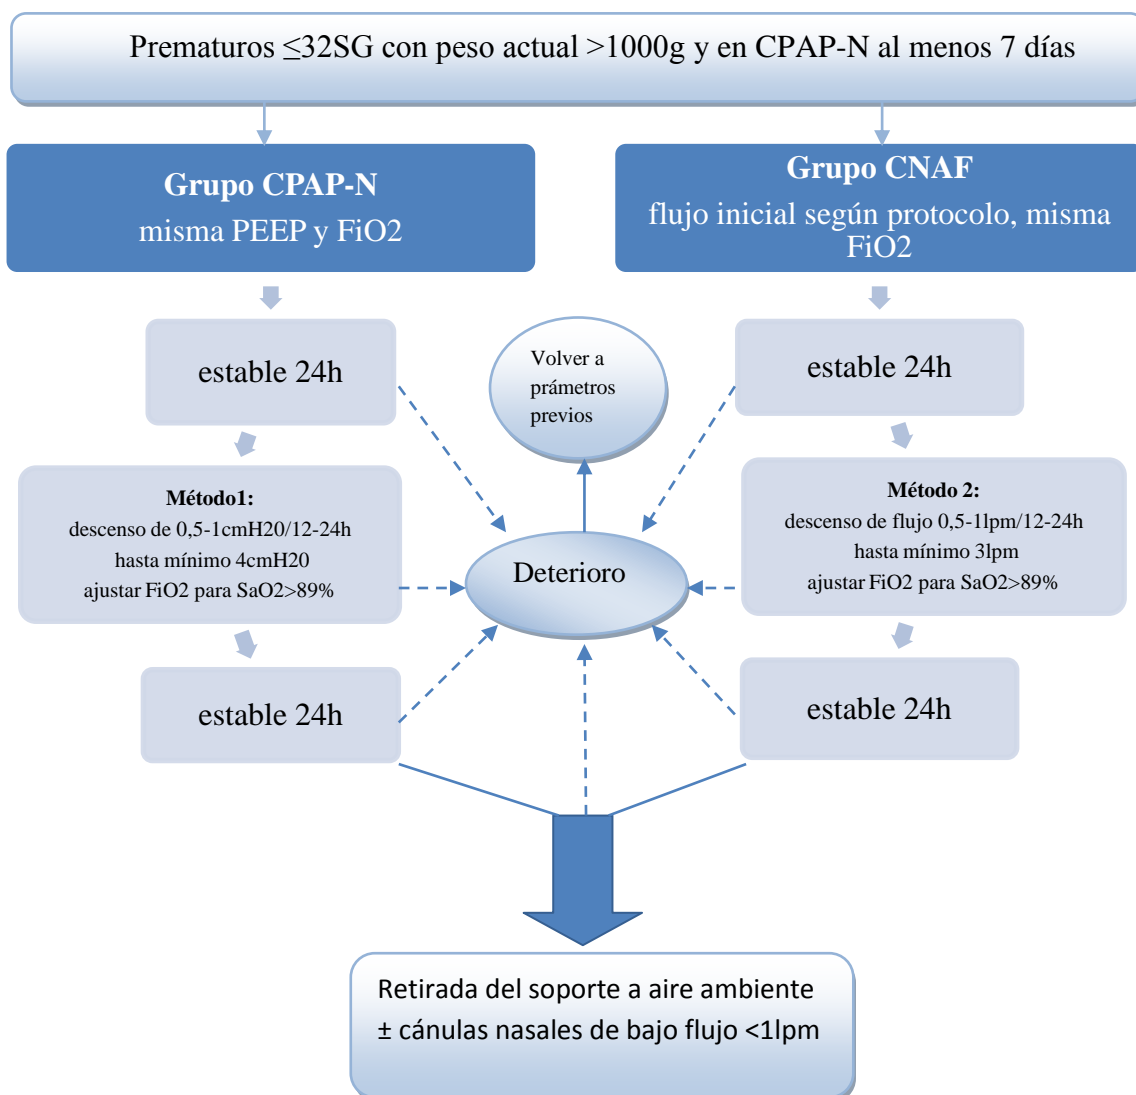 Prematuros ≤32SG con peso actual >1000g y en CPAP-N al menos 7 días
Grupo CPAP-N
misma PEEP y FiO2
Grupo CNAF
flujo inicial según protocolo, misma
FiO2
estable 24h
Volver a
prámetros
previos
estable 24h
Método1:
descenso de 0,5-1cmH20/12-24h
hasta mínimo 4cmH20
ajustar FiO2 para SaO2>89%
Deterioro
Método 2:
descenso de flujo 0,5-1lpm/12-24h
hasta mínimo 3lpm
ajustar FiO2 para SaO2>89%
estable 24h
estable 24h
Retirada del soporte a aire ambiente
± cánulas nasales de bajo flujo <1lpm